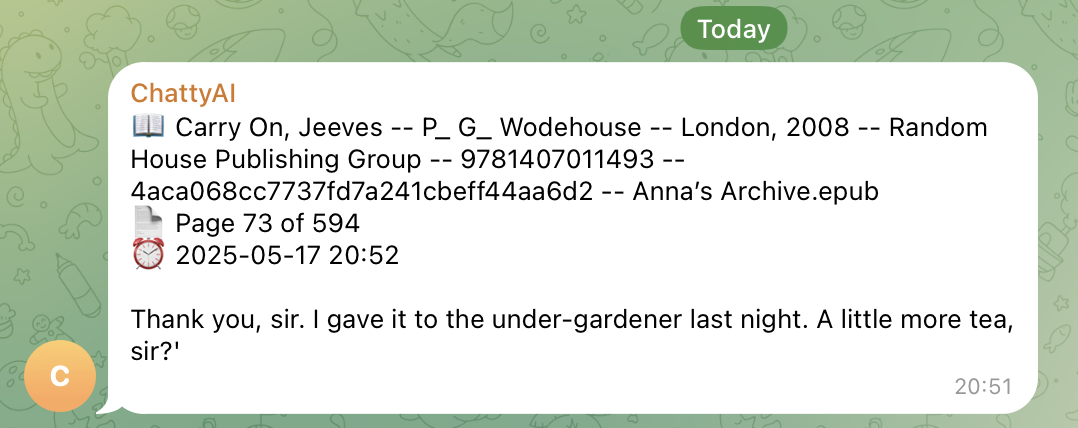 Today
ChattyAI
📖 Carry On, Jeeves -- P_ G_ Wodehouse -- London, 2008 -- Random
House Publishing Group -- 9781407011493 --
4aca068cc7737fd7a241cbeff44aa6d2 -- Anna’s Archive.epub
📄 Page 73 of 594
⏰ 2025-05-17 20:52
Thank you, sir. I gave it to the under-gardener last night. A little more tea,
sir?'
C
20:51